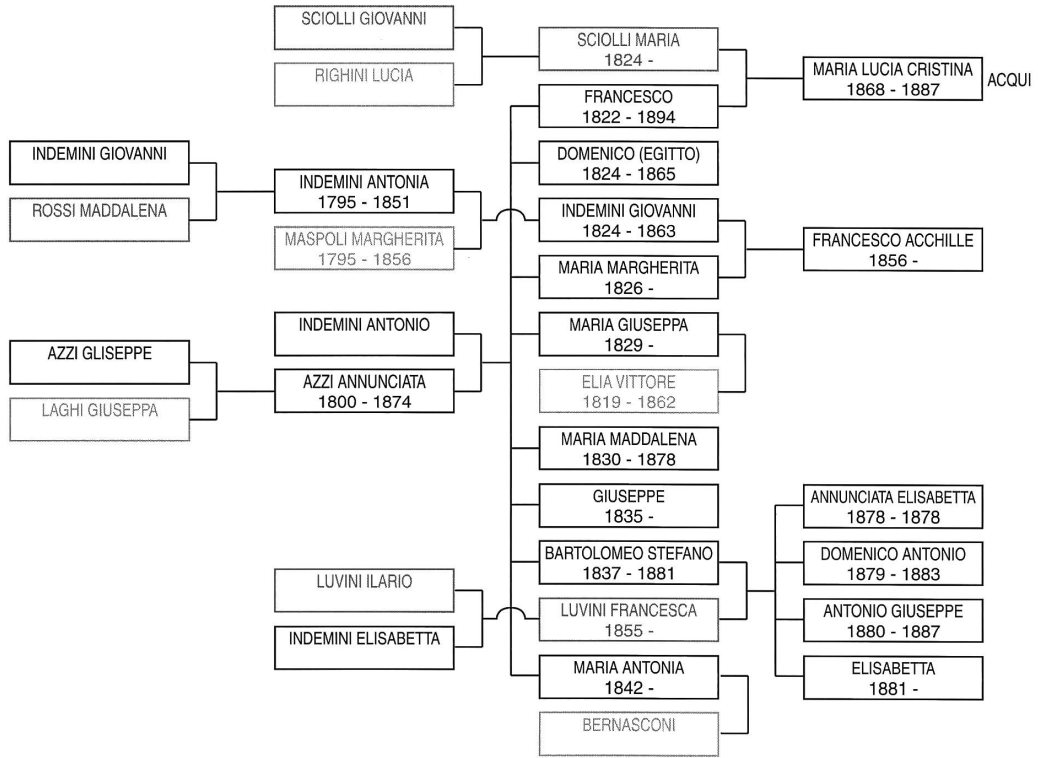 SCIOLLI GIOVANNI
RIGHINI LUCIA
SCIOLLI MARIA
1824 -
MARIA LUCIA CRISTINA
1868 - 1887
ACQUI
FRANCESCO
1822 - 1894
DOMENICO (EGITTO)
1824 - 1865
INDEMINI GIOVANNI
ROSSI MADDALENA
INDEMINI ANTONIA
1795 - 1851
MASPOLI MARGHERITA
1795 - 1856
INDEMINI GIOVANNI
1824 - 1863
MARIA MARGHERITA
1826 -
FRANCESCO ACCHILLE
1856 -
INDEMINI ANTONIO
AZZI GLISEPPE
LAGHI GIUSEPPA
AZZI ANNUNCIATA
1800 - 1874
MARIA GIUSEPPA
1829 -
ELIA VITTORE
1819 - 1862
MARIA MADDALENA
1830 - 1878
GIUSEPPE
1835 -
BARTOLOMEO STEFANO
1837 - 1881
LUVINI ILARIO
INDEMINI ELISABETTA
LUVINI FRANCESCA
1855 -
ANNUNCIATA ELISABETTA
1878 - 1878
DOMENICO ANTONIO
1879 - 1883
ANTONIO GIUSEPPE
1880 - 1887
ELISABETTA
1881 -
MARIA ANTONIA
1842 -
BERNASCONI